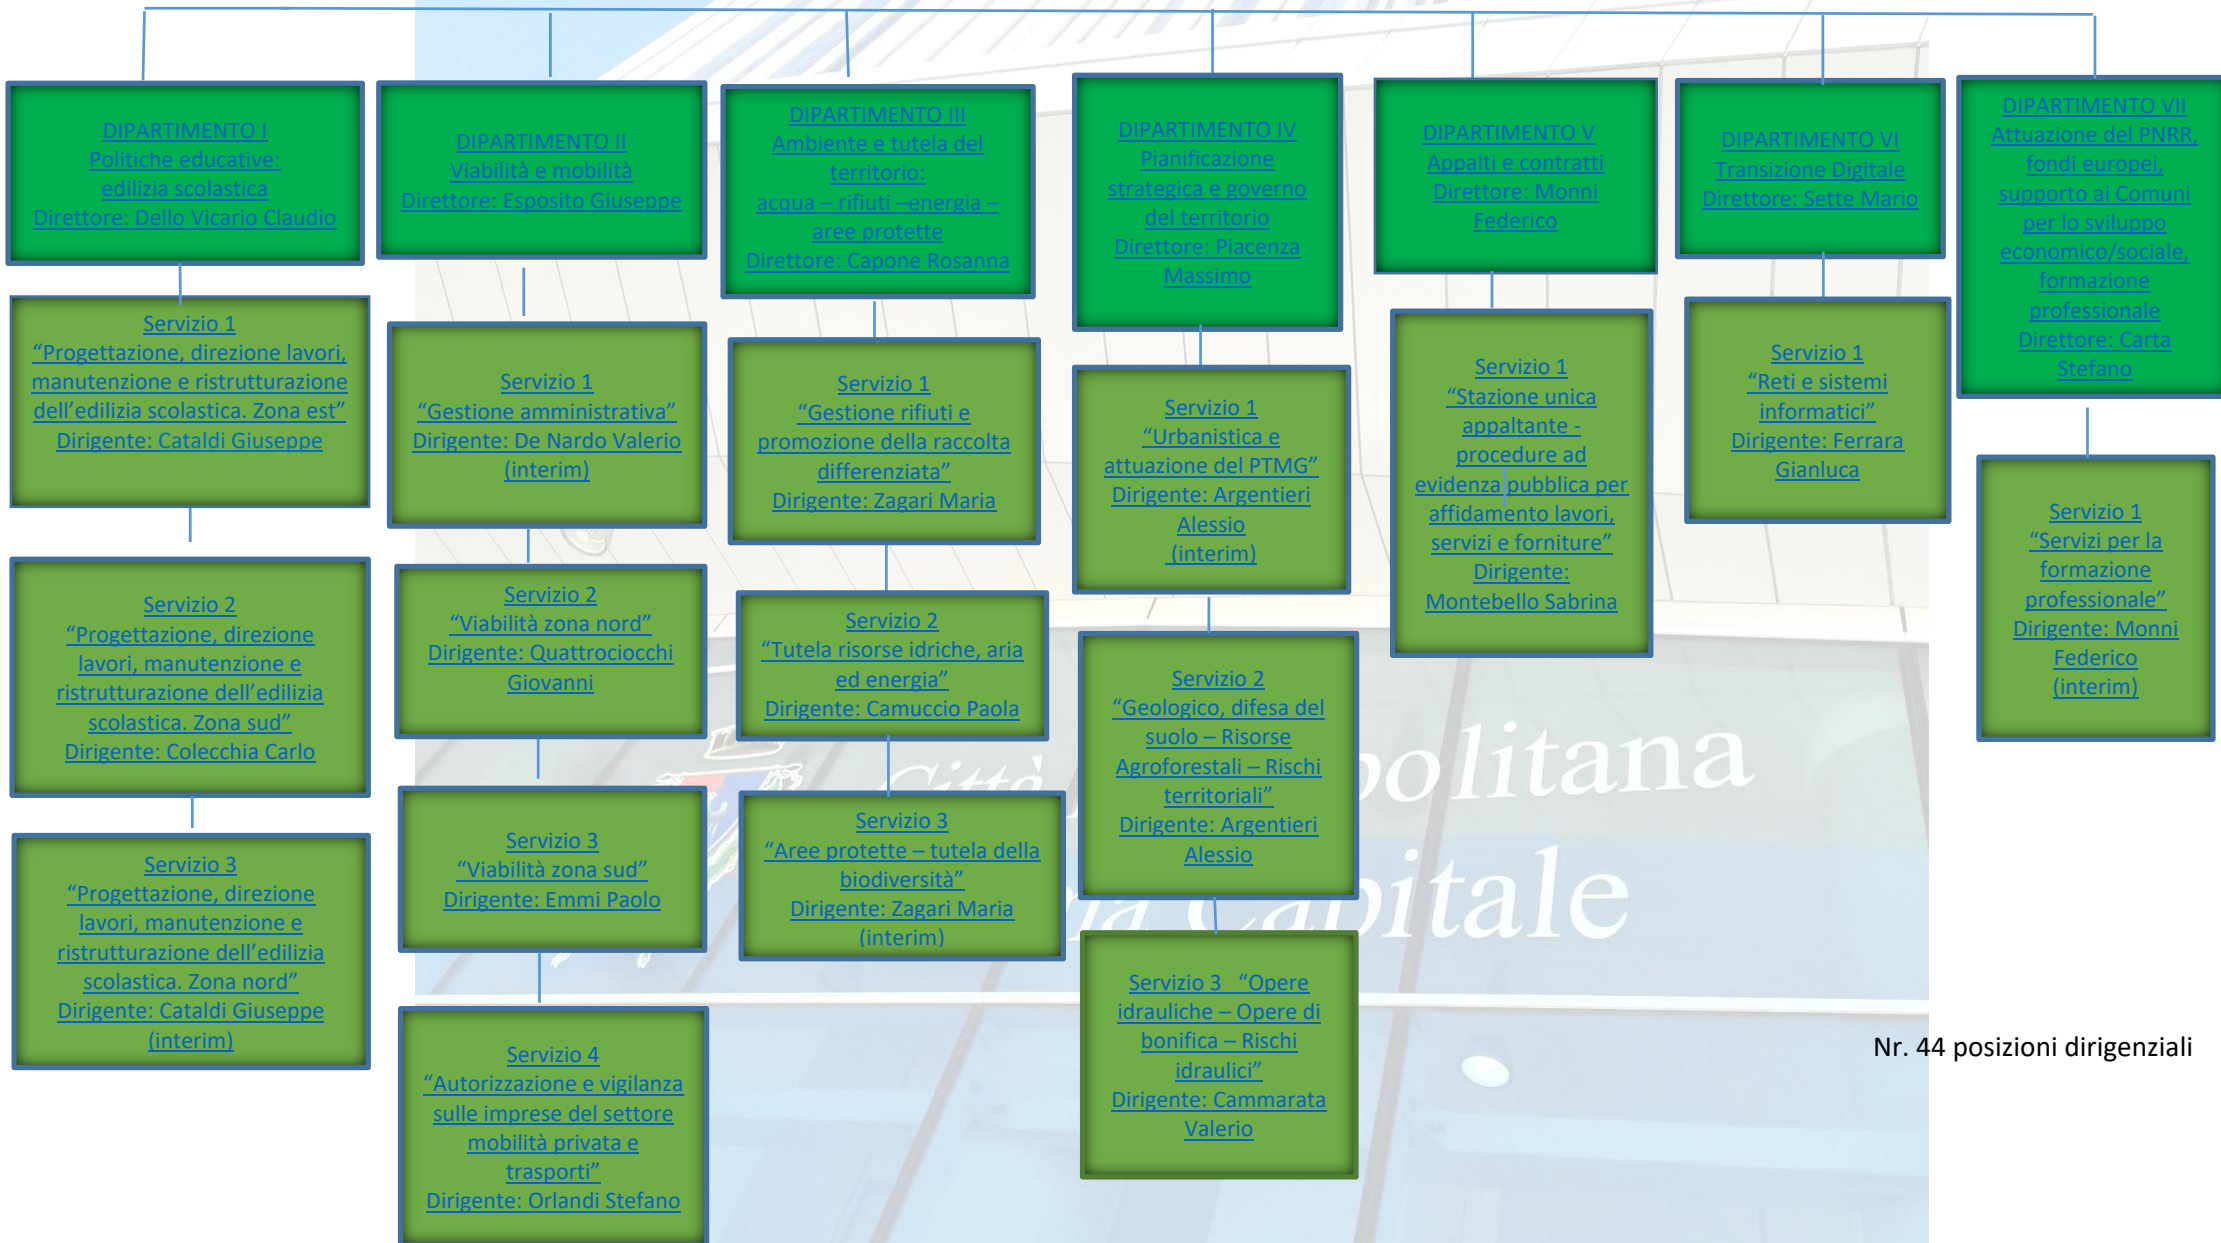 DIPARTIMENTO I
Politiche educative:
edilizia scolastica
Direttore: Dello Vicario Claudio
Servizio 1
“Progettazione, direzione lavori,
manutenzione e ristrutturazione
dell’edilizia scolastica. Zona est”
Dirigente: Cataldi Giuseppe
Servizio 2
“Progettazione, direzione
lavori, manutenzione e
ristrutturazione dell’edilizia
scolastica. Zona sud”
Dirigente: Colecchia Carlo
Servizio 3
“Progettazione, direzione
lavori, manutenzione e
ristrutturazione dell’edilizia
scolastica. Zona nord”
Dirigente: Cataldi Giuseppe
(interim)
DIPARTIMENTO II
Viabilità e mobilità
Direttore: Esposito Giuseppe
Servizio 1
“Gestione amministrativa”
Dirigente: De Nardo Valerio
(interim)
Servizio 2
“Viabilità zona nord”
Dirigente: Quattrociocchi
Giovanni
Servizio 3
“Viabilità zona sud”
Dirigente: Emmi Paolo
Servizio 4
“Autorizzazione e vigilanza
sulle imprese del settore
mobilità privata e
trasporti”
Dirigente: Orlandi Stefano
DIPARTIMENTO III
Ambiente e tutela del
territorio:
acqua – rifiuti –energia –
aree protette
Direttore: Capone Rosanna
Servizio 1
“Gestione rifiuti e
promozione della raccolta
differenziata”
Dirigente: Zagari Maria
Servizio 2
“Tutela risorse idriche, aria
ed energia”
Dirigente: Camuccio Paola
Servizio 3
“Aree protette – tutela della
biodiversità”
Dirigente: Zagari Maria
(interim)
DIPARTIMENTO IV
Pianificazione
strategica e governo
del territorio
Direttore: Piacenza
Massimo
Servizio 1
“Urbanistica e
attuazione del PTMG”
Dirigente: Argentieri
Alessio
(interim)
Servizio 2
“Geologico, difesa del
suolo – Risorse
Agroforestali – Rischi
territoriali”
Dirigente: Argentieri
Alessio
Servizio 3 “Opere
idrauliche – Opere di
bonifica – Rischi
idraulici”
Dirigente: Cammarata
Valerio
DIPARTIMENTO V
Appalti e contratti
Direttore: Monni
Federico
Servizio 1
“Stazione unica
appaltante -
procedure ad
evidenza pubblica per
affidamento lavori,
servizi e forniture”
Dirigente:
Montebello Sabrina
DIPARTIMENTO VI
Transizione Digitale
Direttore: Sette Mario
Servizio 1
“Reti e sistemi
informatici”
Dirigente: Ferrara
Gianluca
DIPARTIMENTO VII
Attuazione del PNRR,
fondi europei,
supporto ai Comuni
per lo sviluppo
economico/sociale,
formazione
professionale
Direttore: Carta
Stefano
Servizio 1
“Servizi per la
formazione
professionale”
Dirigente: Monni
Federico
(interim)
Nr. 44 posizioni dirigenziali
Città
Capitale